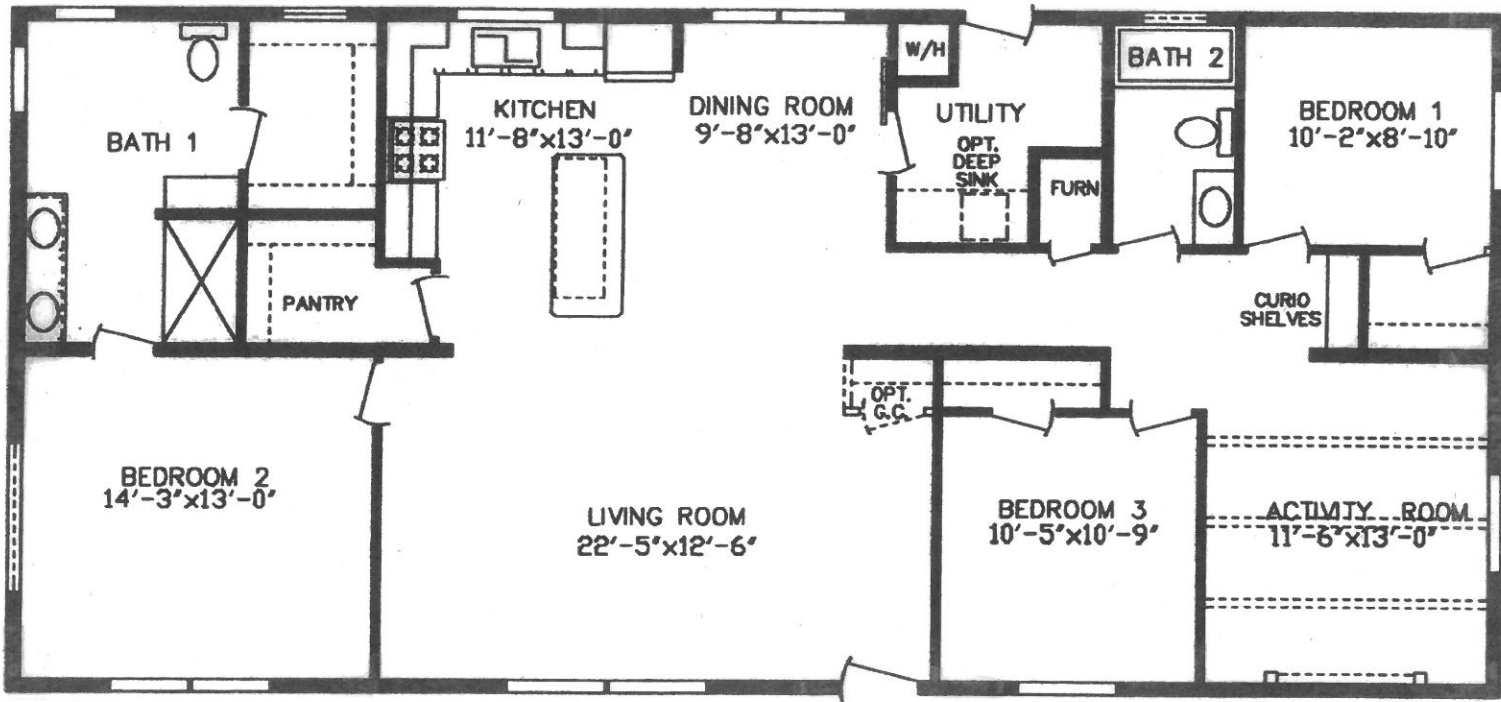 BATH 1
KITCHEN
11'-8"x13'-0"
DINING ROOM
9'-8"x13'-0"
W/H
UTILITY
OPT.
DEEP
SINK
FURN
BATH 2
BEDROOM 1
10'-2"x8'-10"
PANTRY
CURIO
SHELVES
OPT.
G.C.
BEDROOM 2
14'-3"x13'-0"
LIVING ROOM
22'-5"x12'-6"
BEDROOM 3
10'-5"x10'-9"
ACTIVITY ROOM
11'-6"x13'-0"